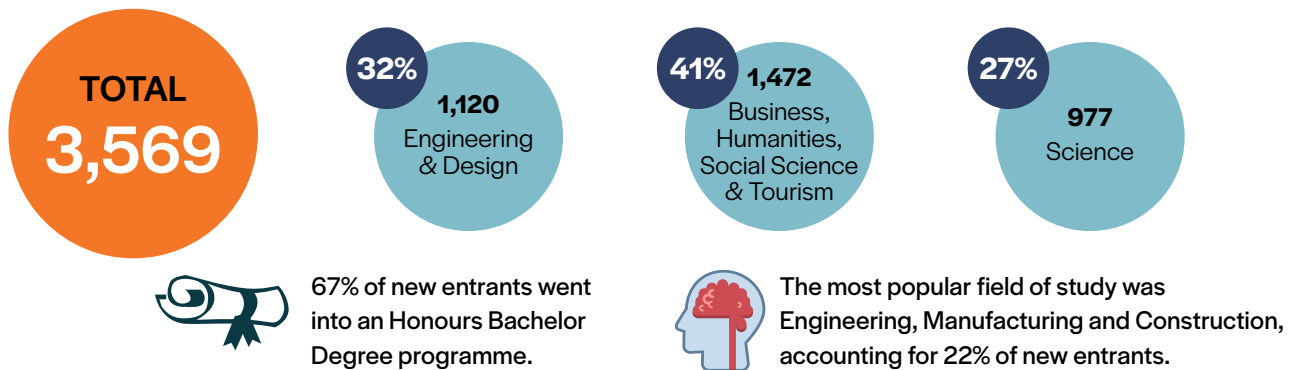 TOTAL
3,569
32%
1,120
Engineering
& Design
41%
1,472
Business,
Humanities,
Social Science
& Tourism
27%
977
Science
67% of new entrants went
into an Honours Bachelor
Degree programme.
The most popular field of study was
Engineering, Manufacturing and Construction,
accounting for 22% of new entrants.